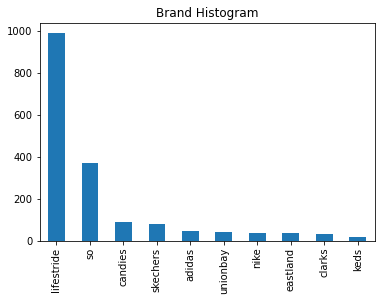 Brand Histogram
1000
800
600
400
200
0
lifestride
so
candies
skechers
adidas
unionbay
nike
eastland
clarks
keds